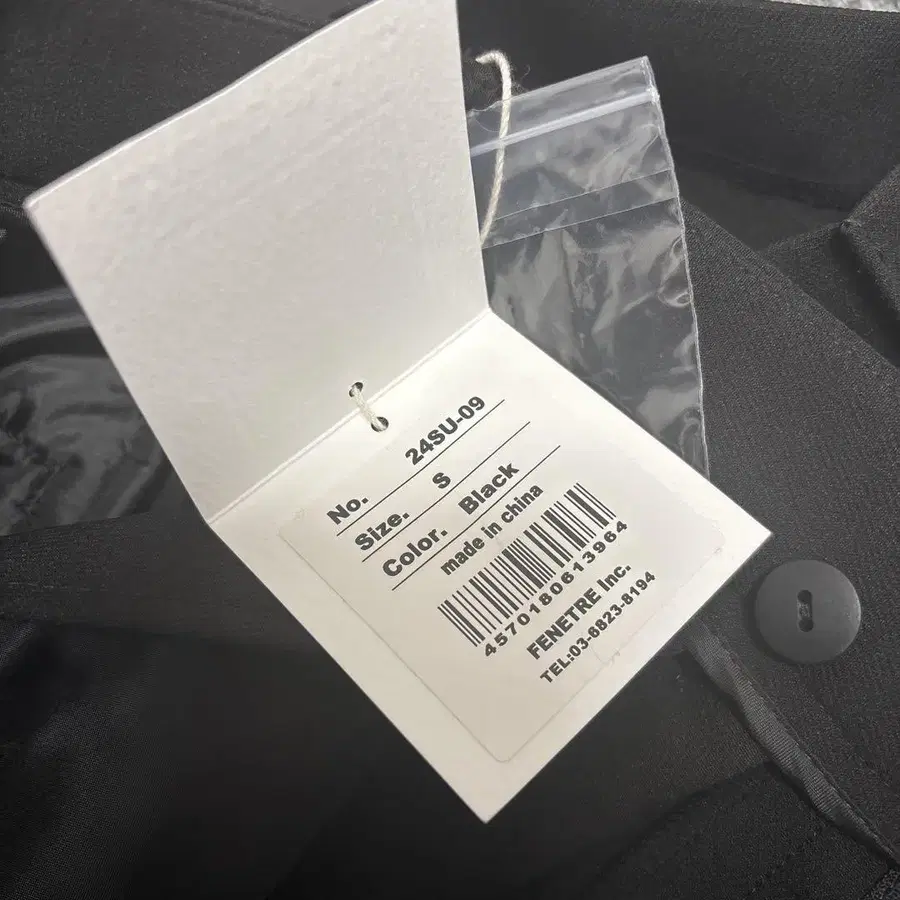 No. 24SU-09
Size. S
Color. Black
made in china
4570180613964
FENETRE Inc.
TEL:03-6823-8194